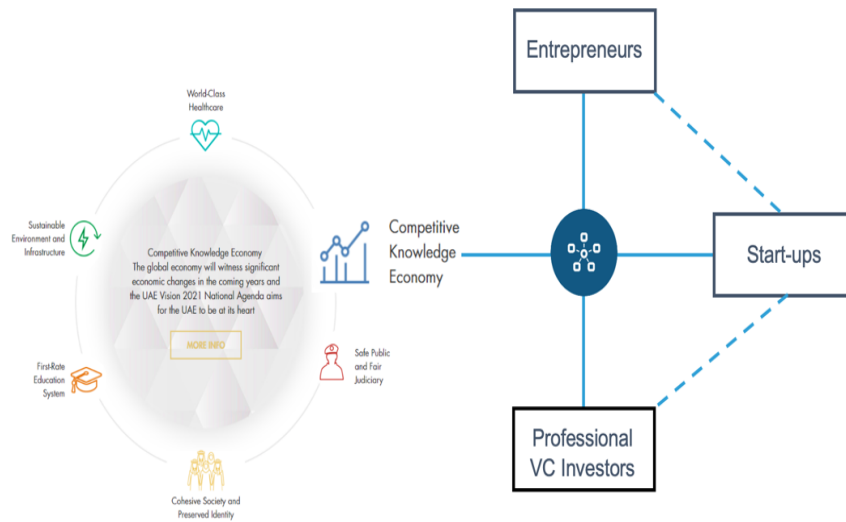 World-Class
Healthcare
Sustainable
Environment and
Infrastructure
Competitive Knowledge Economy
The global economy will witness significant
economic changes in the coming years and
the UAE Vision 2021 National Agenda aims
for the UAE to be at its heart
MORE INFO
Competitive
Knowledge
Economy
First-Rate
Education
System
Safe Public
and Fair
Judiciary
Cohesive Society and
Preserved Identity
Entrepreneurs
Start-ups
Professional
VC Investors